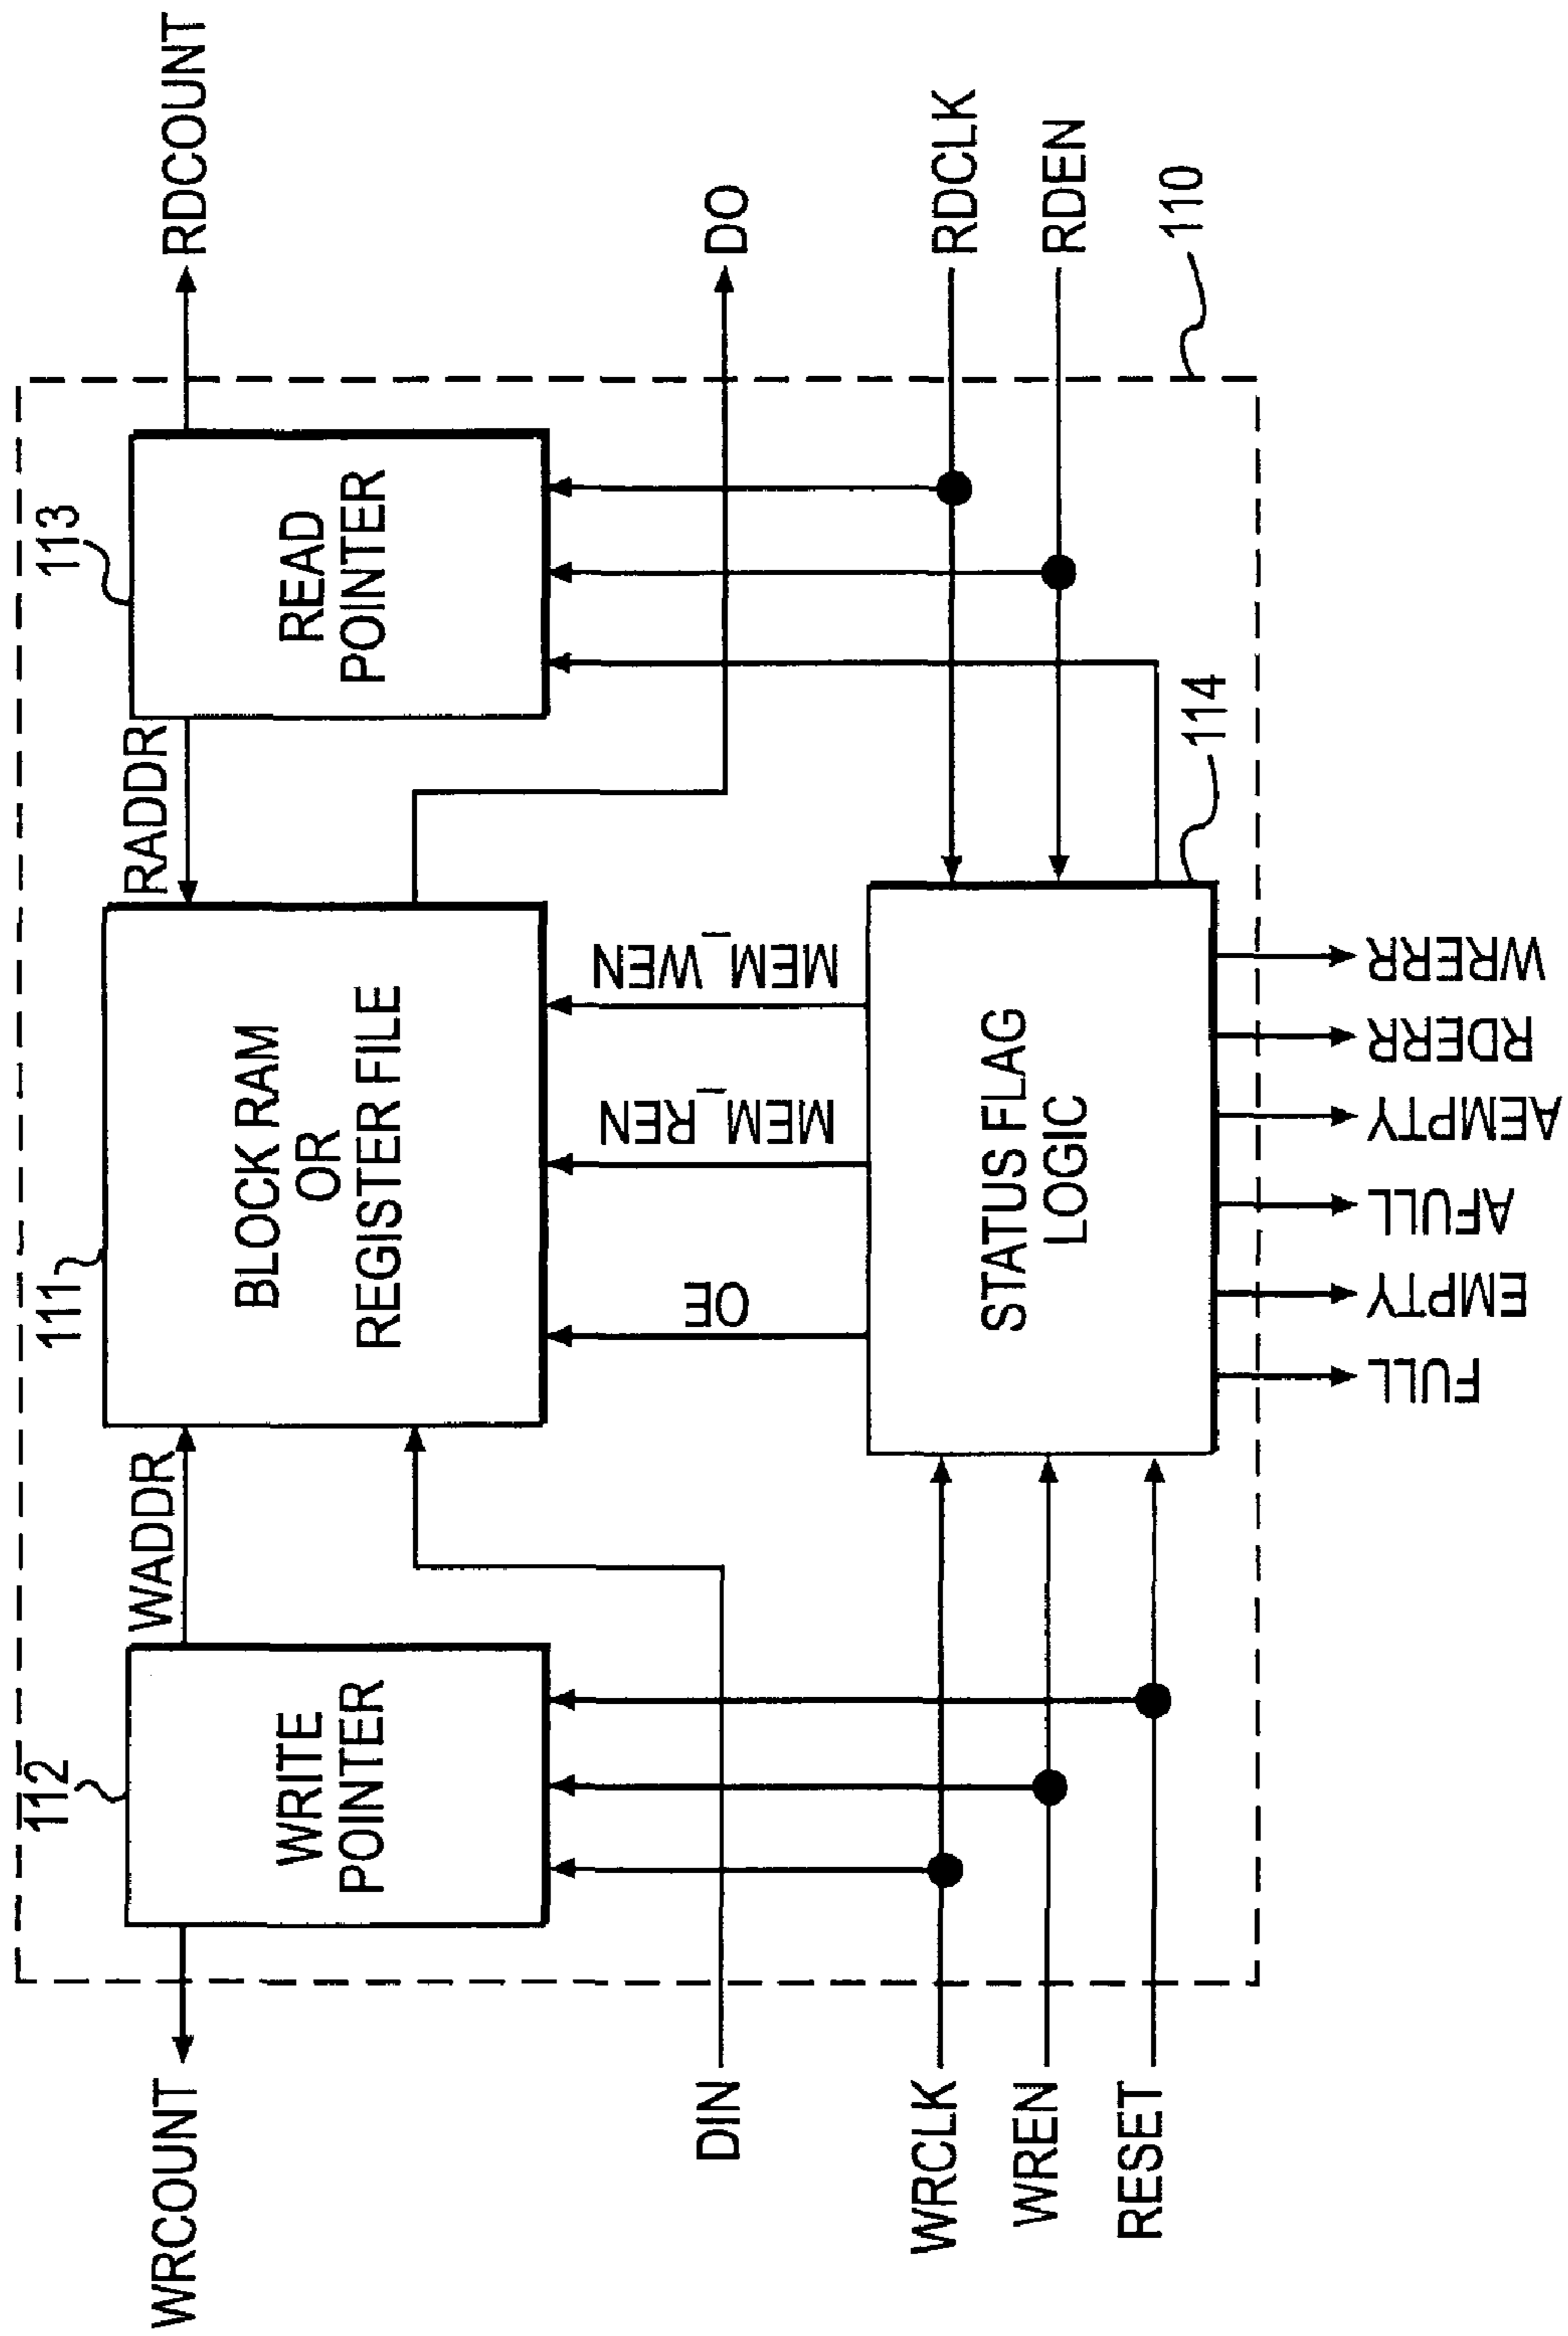 112
111
113
WRCOUNT
WRITE
POINTER
WADDR
BLOCK RAM
OR
REGISTER FILE
RADDR
READ
POINTER
RDCOUNT
DIN
DO
OE
MEM_REN
MEM_WEN
WRCLK
WREN
RESET
STATUS FLAG
LOGIC
RDCLK
RDEN
114
110
FULL
EMPTY
AFULL
AEMPTY
RDERR
WRERR